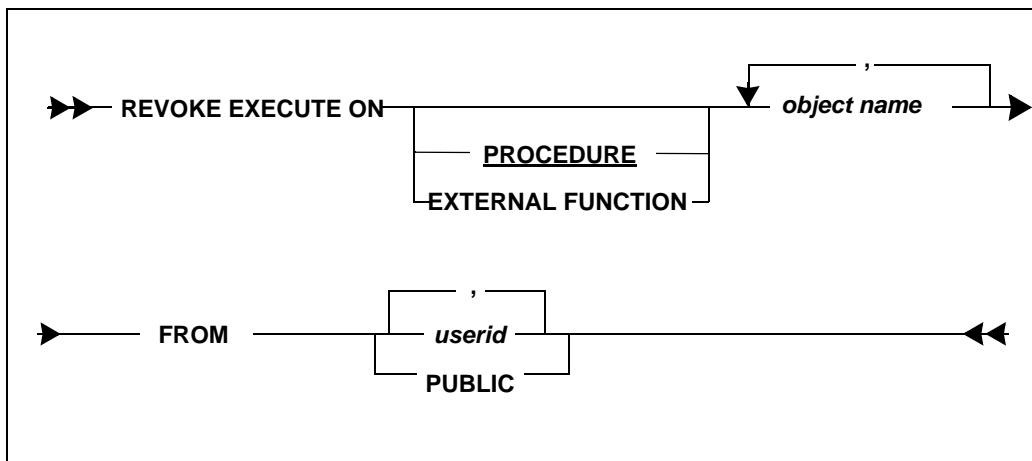 ,
REVOKE EXECUTE ON object name
PROCEDURE
EXTERNAL FUNCTION
,
FROM userid
PUBLIC